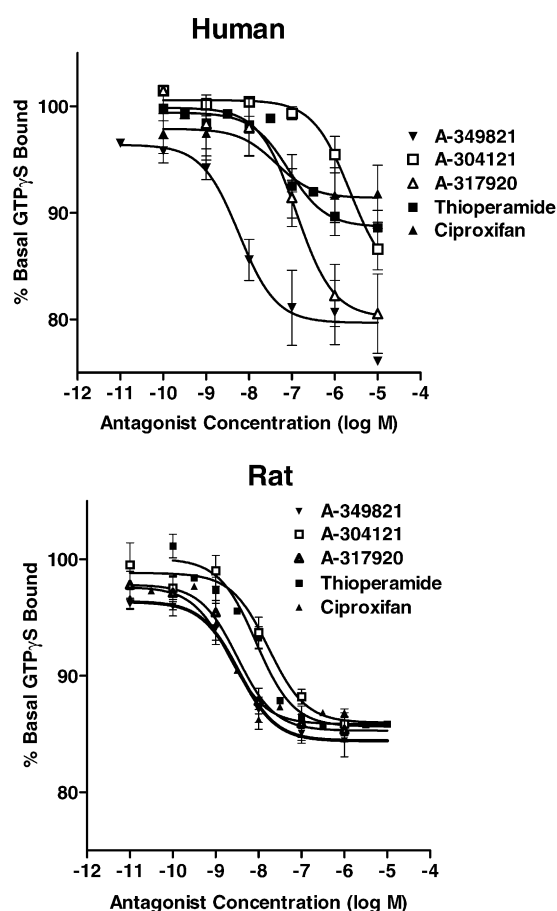 Human
% Basal GTPγS Bound
100
90
80
A-349821
A-304121
A-317920
Thioperamide
Ciproxifan
-12 -11 -10 -9 -8 -7 -6 -5 -4
Antagonist Concentration (log M)
Rat
% Basal GTPγS Bound
100
90
80
A-349821
A-304121
A-317920
Thioperamide
Ciproxifan
-12 -11 -10 -9 -8 -7 -6 -5 -4
Antagonist Concentration (log M)